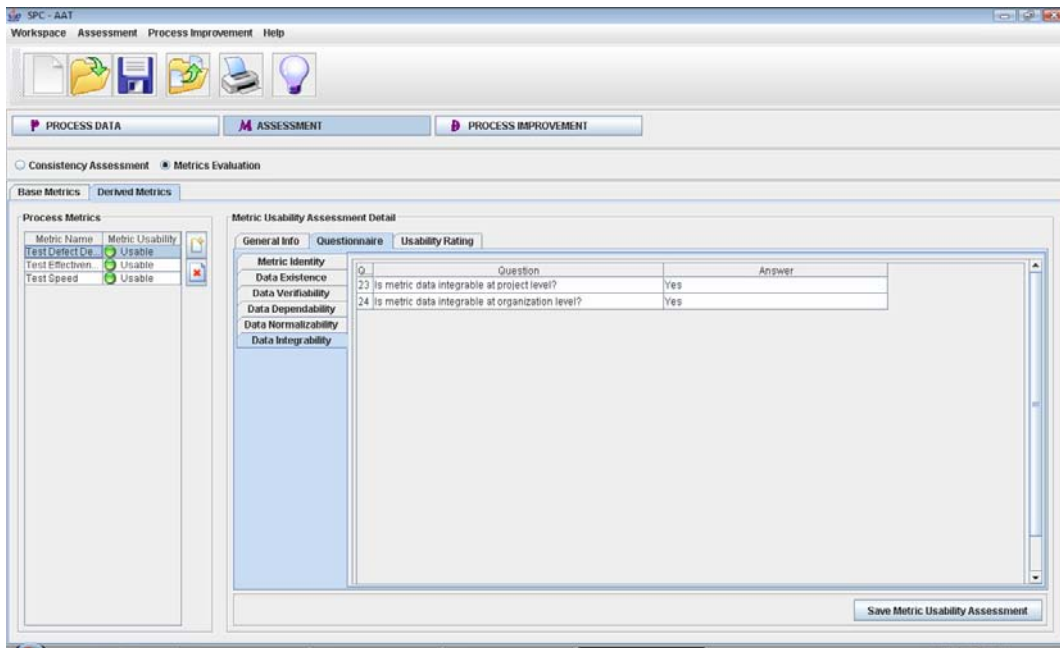 SPC - AAT
Workspace Assessment Process Improvement Help
P PROCESS DATA M ASSESSMENT PROCESS IMPROVEMENT
Consistency Assessment Metrics Evaluation
Base Metrics Derived Metrics
Process Metrics Metric Usability Assessment Detail
Metric Name Metric Usability General Info Questionnaire Usability Rating
Test Defect De... Usable
Test Effectiven... Usable
Test Speed Usable
Metric Identity
Data Existence
Data Verifiability
Data Dependability
Data Normalizability
Data Integrability
Q... Question Answer
23 Is metric data integrable at project level? Yes
24 Is metric data integrable at organization level? Yes
Save Metric Usability Assessment